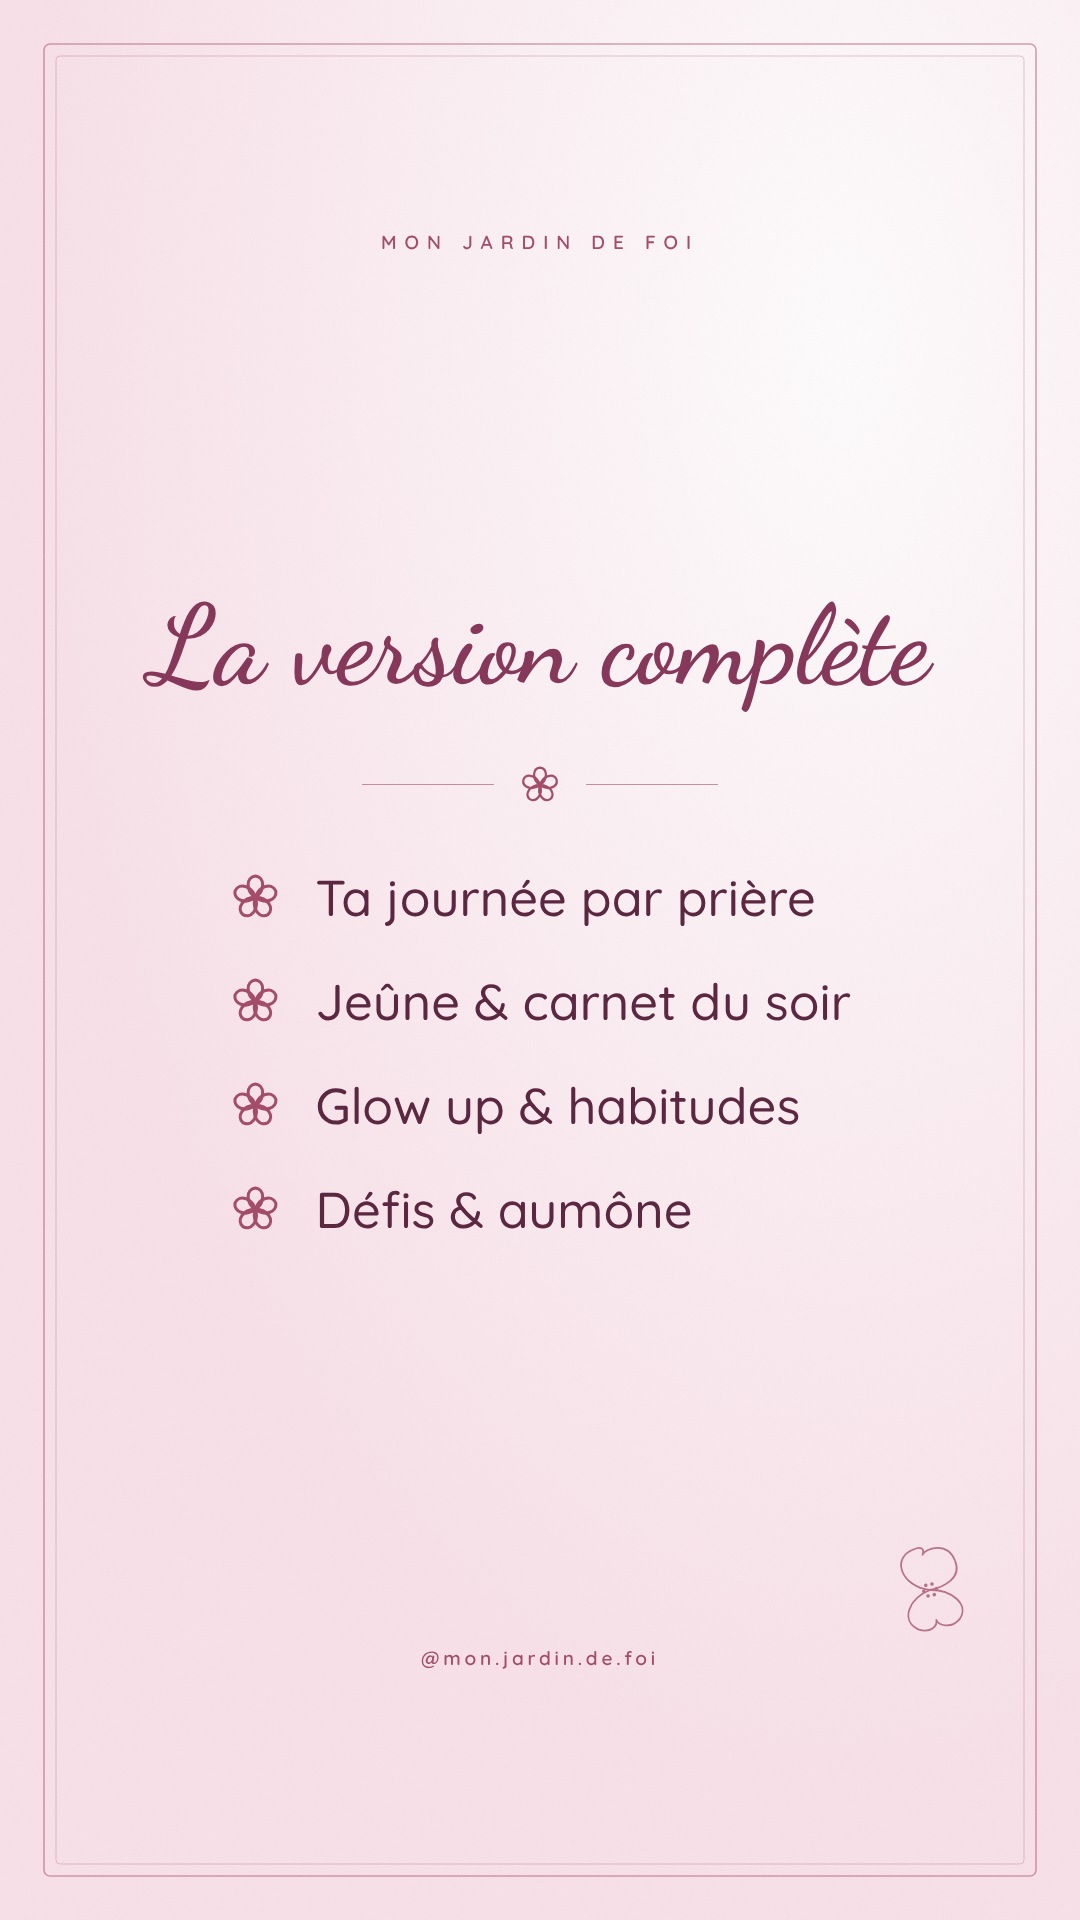 MON JARDIN DE FOI
La version complète
Ta journée par prière
Jeûne & carnet du soir
Glow up & habitudes
Défis & aumône
@mon.jardin.de.foi